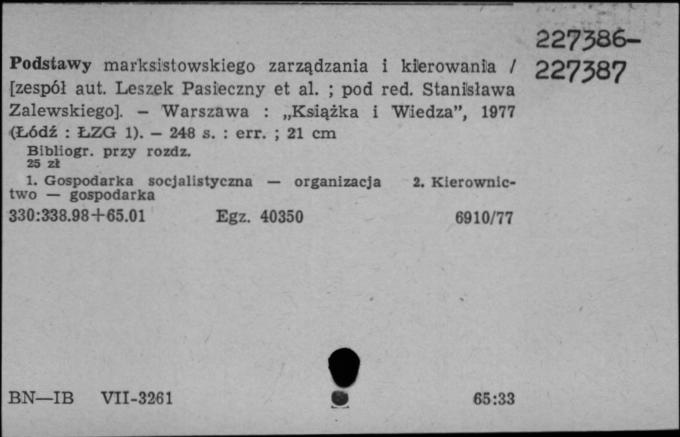 227386-
227387
Podstawy marksistowskiego zarządzania i kierowania /
[zespół aut. Leszek Pasieczny et al. ; pod red. Stanisława
Zalewskiego]. — Warszawa : „Książka i Wiedza”, 1977
(Łódź : ŁZG 1). — 248 s. : err. ; 21 cm
Bibliogr. przy rozdz.
25 zł
1. Gospodarka socjalistyczna — organizacja 2. Kierownic-
two — gospodarka
330:338.98+65.01 Egz. 40350 6910/77
BN—IB VII-3261 65:33